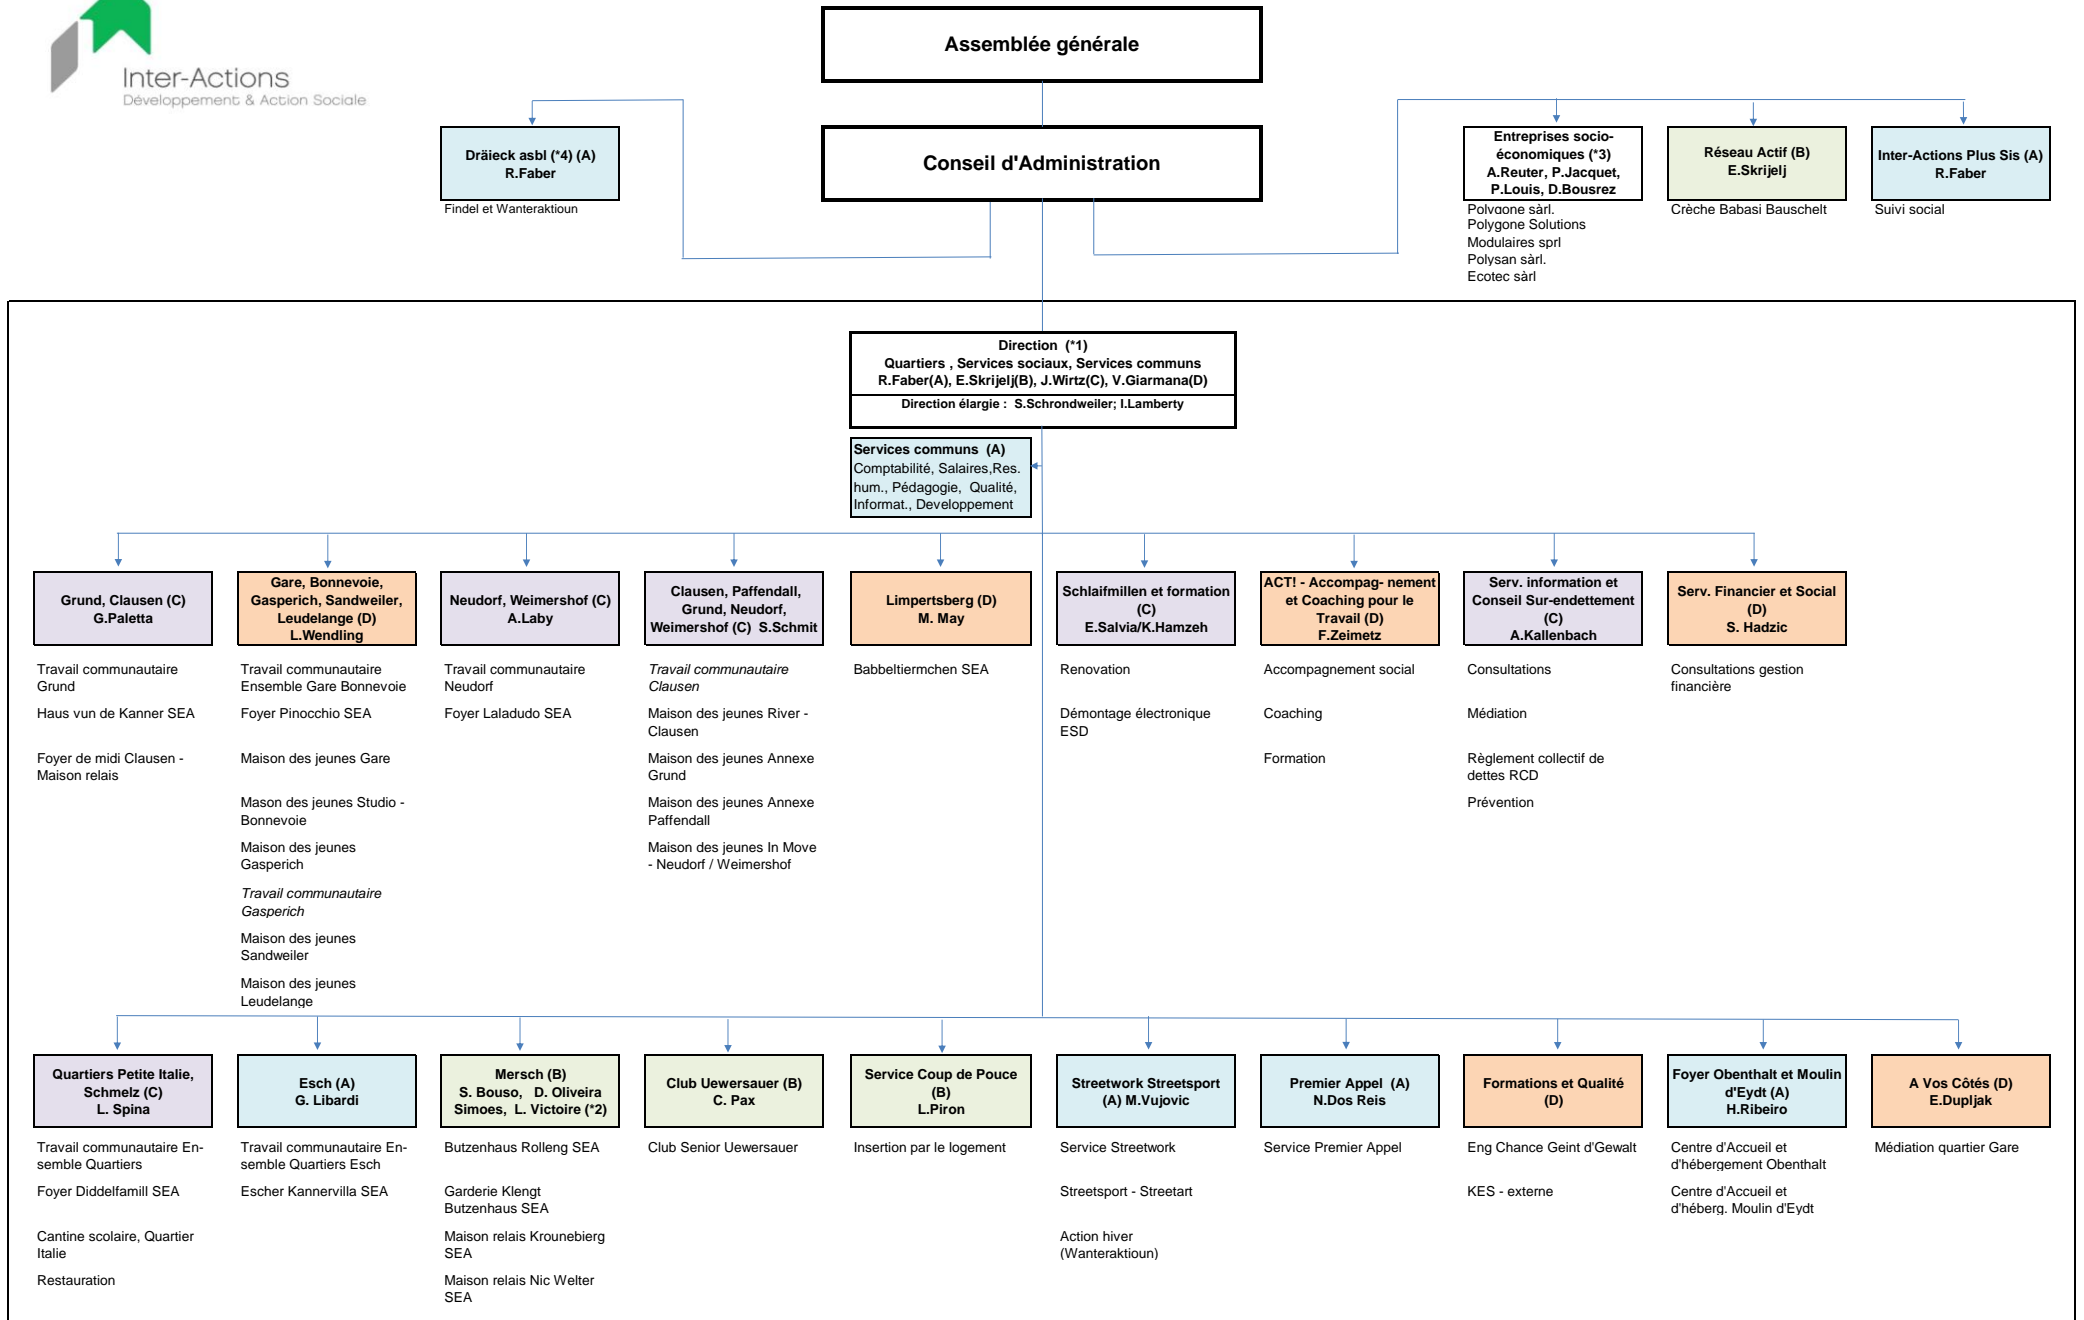 Inter-Actions
Développement & Action Sociale
Assemblée générale
Conseil d'Administration
Dräieck asbl (*4) (A)
R.Faber
Findel et Wanteraktioun
Entreprises socio-
économiques (*3)
A.Reuter, P.Jacquet,
P.Louis, D.Bousrez
Polygone sàrl.
Polygone Solutions
Modulaires sprl
Polysan sàrl.
Ecotec sàrl
Réseau Actif (B)
E.Skrijelj
Crèche Babasi Bauschelt
Inter-Actions Plus Sis (A)
R.Faber
Suivi social
Direction (*1)
Quartiers , Services sociaux, Services communs
R.Faber(A), E.Skrijelj(B), J.Wirtz(C), V.Giarmana(D)
Direction élargie : S.Schrondweiler; I.Lamberty
Services communs (A)
Comptabilité, Salaires,Res.
hum., Pédagogie, Qualité,
Informat., Developpement
Grund, Clausen (C)
G.Paletta
Travail communautaire
Grund
Haus vun de Kanner SEA
Foyer de midi Clausen -
Maison relais
Gare, Bonnevoie,
Gasperich, Sandweiler,
Leudelange (D)
L.Wendling
Travail communautaire
Ensemble Gare Bonnevoie
Foyer Pinocchio SEA
Maison des jeunes Gare
Mason des jeunes Studio -
Bonnevoie
Maison des jeunes
Gasperich
Travail communautaire
Gasperich
Maison des jeunes
Sandweiler
Maison des jeunes
Leudelange
Neudorf, Weimershof (C)
A.Laby
Travail communautaire
Neudorf
Foyer Laladudo SEA
Clausen, Paffendall,
Grund, Neudorf,
Weimershof (C) S.Schmit
Travail communautaire
Clausen
Maison des jeunes River -
Clausen
Maison des jeunes Annexe
Grund
Maison des jeunes Annexe
Paffendall
Maison des jeunes In Move
- Neudorf / Weimershof
Limpertsberg (D)
M. May
Babbeltiermchen SEA
Schlaifmillen et formation
(C)
E.Salvia/K.Hamzeh
Renovation
Démontage électronique
ESD
ACT! - Accompag- nement
et Coaching pour le
Travail (D)
F.Zeimetz
Accompagnement social
Coaching
Formation
Serv. information et
Conseil Sur-endettement
(C)
A.Kallenbach
Consultations
Médiation
Règlement collectif de
dettes RCD
Prévention
Serv. Financier et Social
(D)
S. Hadzic
Consultations gestion
financière
Quartiers Petite Italie,
Schmelz (C)
L. Spina
Travail communautaire En-
semble Quartiers
Foyer Diddelfamill SEA
Cantine scolaire, Quartier
Italie
Restauration
Esch (A)
G. Libardi
Travail communautaire En-
semble Quartiers Esch
Escher Kannervilla SEA
Mersch (B)
S. Bouso, D. Oliveira
Simoes, L. Victoire (*2)
Butzenhaus Rolleng SEA
Garderie Klengt
Butzenhaus SEA
Maison relais Krounebierg
SEA
Maison relais Nic Welter
SEA
Club Uewersauer (B)
C. Pax
Club Senior Uewersauer
Service Coup de Pouce
(B)
L.Piron
Insertion par le logement
Streetwork Streetsport
(A) M.Vujovic
Service Streetwork
Streetsport - Streetart
Action hiver
(Wanteraktioun)
Premier Appel (A)
N.Dos Reis
Service Premier Appel
Formations et Qualité
(D)
Eng Chance Geint d'Gewalt
KES - externe
Foyer Obenthalt et Moulin
d'Eydt (A)
H.Ribeiro
Centre d'Accueil et
d'hébergement Obenthalt
Centre d'Accueil et
d'héberg. Moulin d'Eydt
A Vos Côtés (D)
E.Dupljak
Médiation quartier Gare